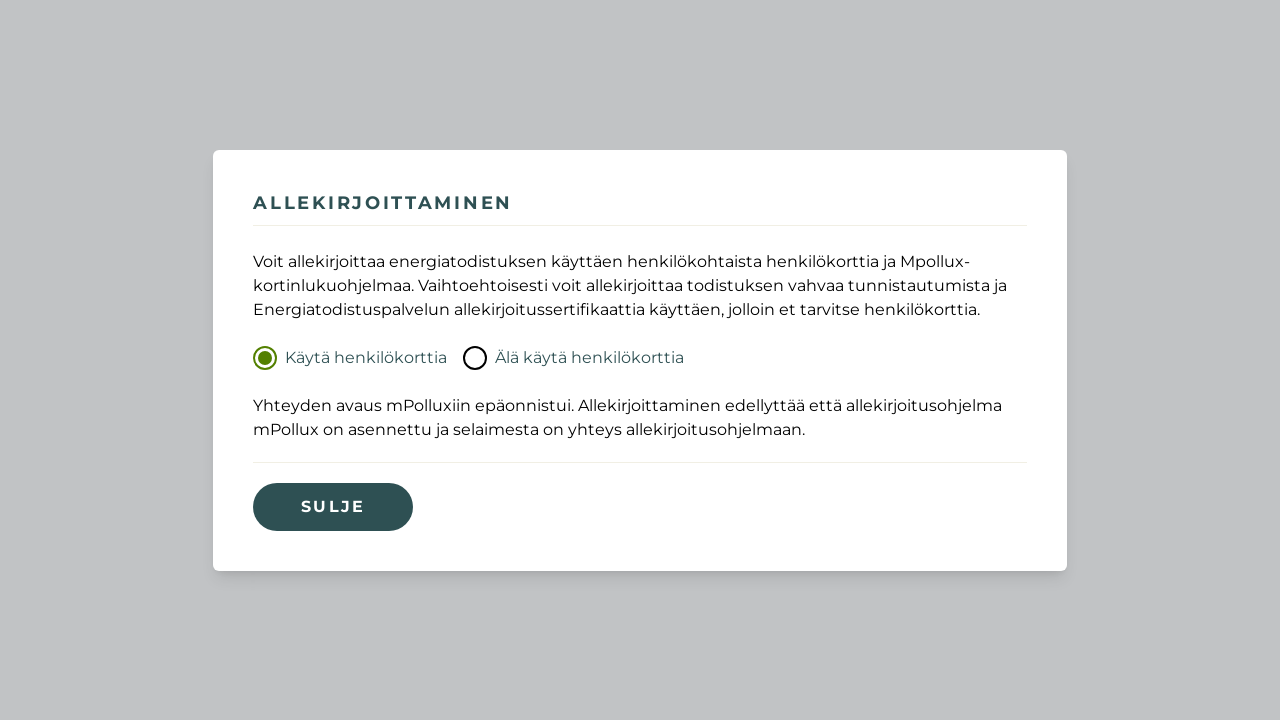 ALLEKIRJOITTAMINEN
Voit allekirjoittaa energiatodistuksen käyttäen henkilökohtaista henkilökorttia ja Mpollux-
kortinlukuohjelmaa. Vaihtoehtoisesti voit allekirjoittaa todistuksen vahvaa tunnistautumista ja
Energiatodistuspalvelun allekirjoitussertifikaattia käyttäen, jolloin et tarvitse henkilökorttia.
Käytä henkilökorttia Älä käytä henkilökorttia
Yhteyden avaus mPolluxiin epäonnistui. Allekirjoittaminen edellyttää että allekirjoitusohjelma
mPollux on asennettu ja selaimesta on yhteys allekirjoitusohjelmaan.
SULJE